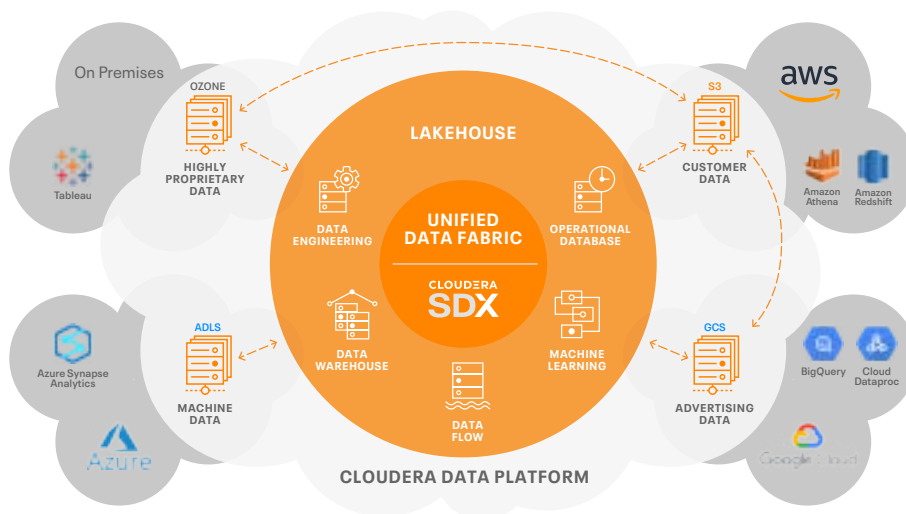 On Premises
OZONE
HIGHLY
PROPRIETARY
DATA
Tableau
LAKEHOUSE
S3
CUSTOMER
DATA
aws
Amazon
Athena
Amazon
Redshift
DATA
ENGINEERING
UNIFIED
DATA FABRIC
CLOUDERA
SDX
OPERATIONAL
DATABASE
DATA
WAREHOUSE
MACHINE
LEARNING
DATA
FLOW
Azure Synapse
Analytics
ADLS
MACHINE
DATA
Azure
GCS
ADVERTISING
DATA
BigQuery
Cloud
Dataproc
Google Cloud
CLOUDERA DATA PLATFORM